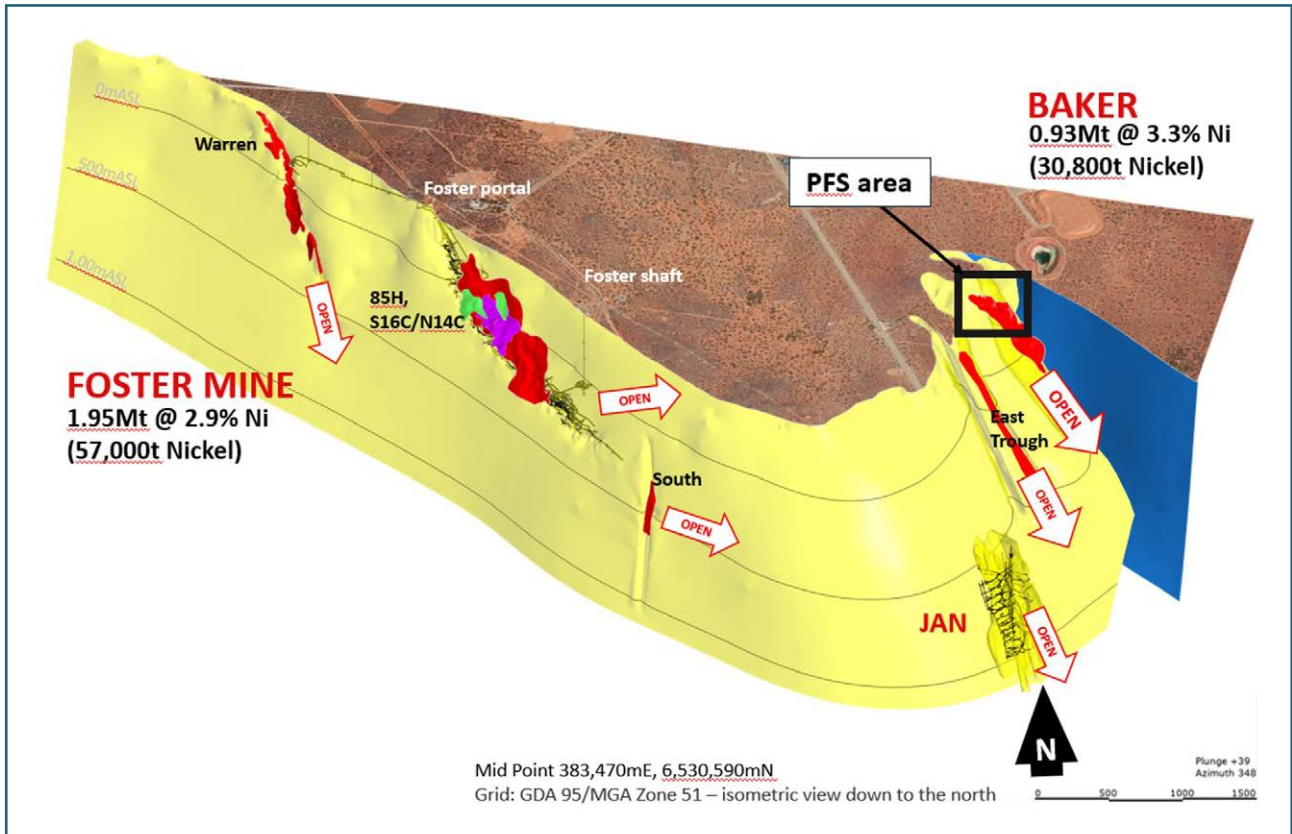 0mASL
500mASL
1,00mASL
Warren
Foster portal
Foster shaft
85H,
S16C/N14C
OPEN
FOSTER MINE
1.95Mt @ 2.9% Ni
(57,000t Nickel)
OPEN
South
OPEN
BAKER
0.93Mt @ 3.3% Ni
(30,800t Nickel)
PFS area
OPEN
East
Trough
OPEN
JAN
OPEN
N
Mid Point 383,470mE, 6,530,590mN
Grid: GDA 95/MGA Zone 51 – isometric view down to the north
Plunge +39
Azimuth 348
0 500 1000 1500